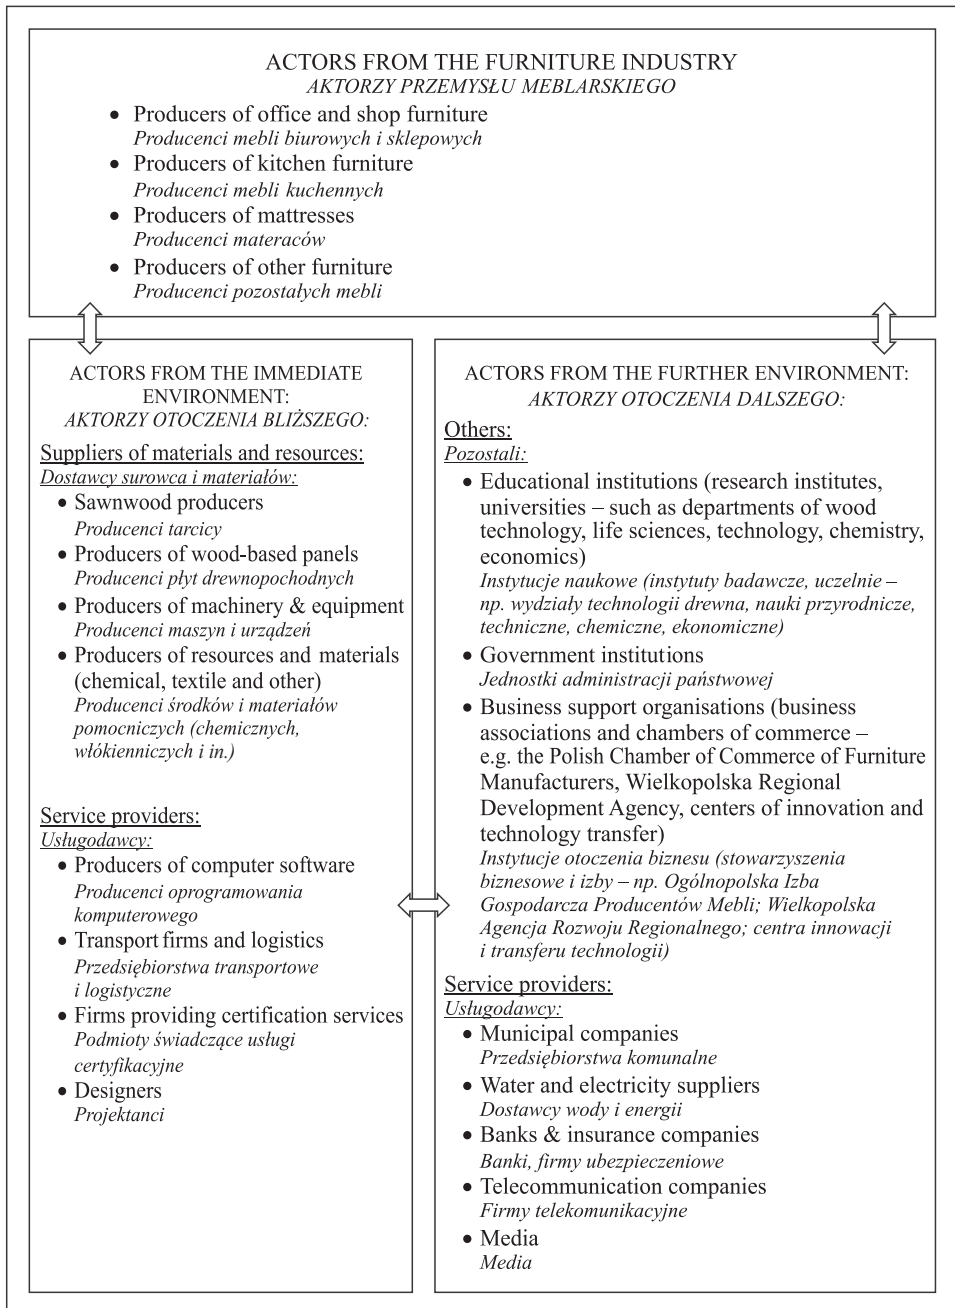 ACTORS FROM THE FURNITURE INDUSTRY
AKTORZY PRZEMYSŁU MEBLARSKIEGO
• Producers of office and shop furniture
Producenci mebli biurowych i sklepowych
• Producers of kitchen furniture
Producenci mebli kuchennych
• Producers of mattresses
Producenci materaców
• Producers of other furniture
Producenci pozostałych mebli
ACTORS FROM THE IMMEDIATE
ENVIRONMENT:
AKTORZY OTOCZENIA BLIŻSZEGO:
Suppliers of materials and resources:
Dostawcy surowca i materiałów:
• Sawnwood producers
Producenci tarcicy
• Producers of wood-based panels
Producenci płyt drewnopochodnych
• Producers of machinery & equipment
Producenci maszyn i urządzeń
• Producers of resources and materials
(chemical, textile and other)
Producenci środków i materiałów
pomocniczych (chemicznych,
włókienniczych i in.)
Service providers:
Usługodawcy:
• Producers of computer software
Producenci oprogramowania
komputerowego
• Transport firms and logistics
Przedsiębiorstwa transportowe
i logistyczne
• Firms providing certification services
Podmioty świadczące usługi
certyfikacyjne
• Designers
Projektanci
ACTORS FROM THE FURTHER ENVIRONMENT:
AKTORZY OTOCZENIA DALSZEGO:
Others:
Pozostali:
• Educational institutions (research institutes,
universities – such as departments of wood
technology, life sciences, technology, chemistry,
economics)
Instytucje naukowe (instytuty badawcze, uczelnie –
np. wydziały technologii drewna, nauki przyrodnicze,
techniczne, chemiczne, ekonomiczne)
• Government institutions
Jednostki administracji państwowej
• Business support organisations (business
associations and chambers of commerce –
e.g. the Polish Chamber of Commerce of Furniture
Manufacturers, Wielkopolska Regional
Development Agency, centers of innovation and
technology transfer)
Instytucje otoczenia biznesu (stowarzyszenia
biznesowe i izby – np. Ogólnopolska Izba
Gospodarcza Producentów Mebli; Wielkopolska
Agencja Rozwoju Regionalnego; centra innowacji
i transferu technologii)
Service providers:
Usługodawcy:
• Municipal companies
Przedsiębiorstwa komunalne
• Water and electricity suppliers
Dostawcy wody i energii
• Banks & insurance companies
Banki, firmy ubezpieczeniowe
• Telecommunication companies
Firmy telekomunikacyjne
• Media
Media